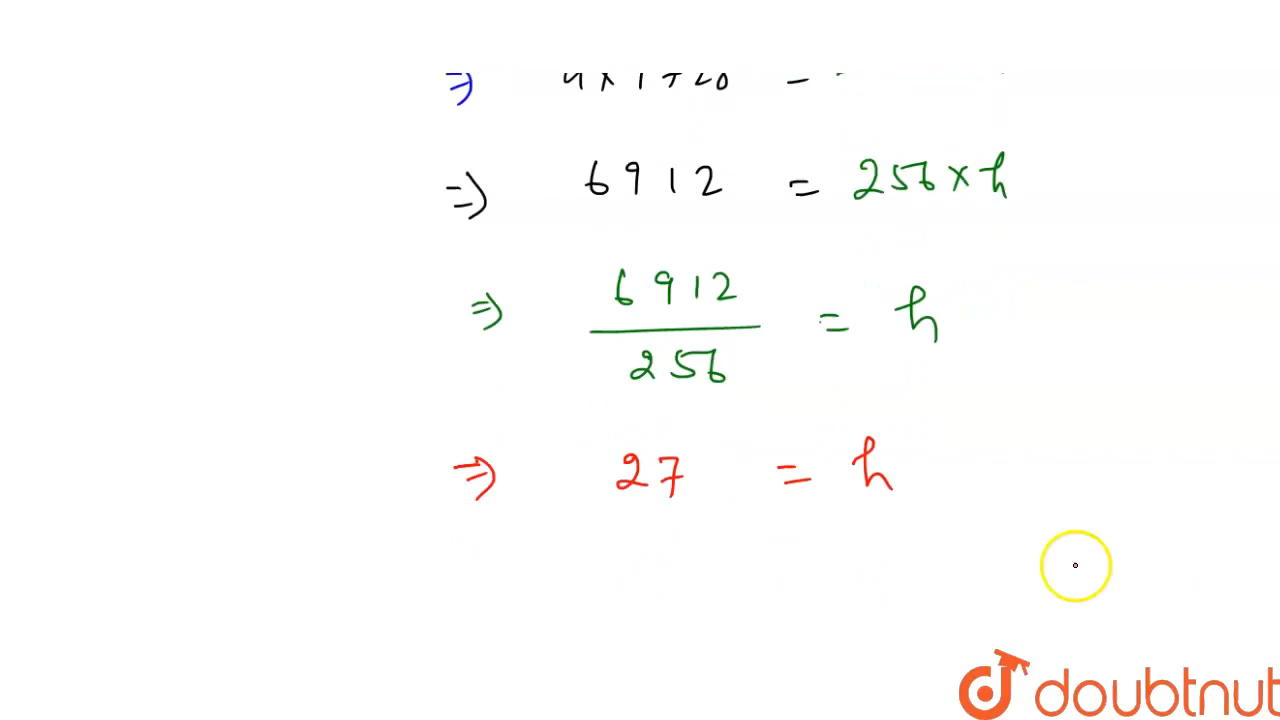 ⇒ 6912 = 256 × h
⇒ 6912 / 256 = h
⇒ 27 = h
doubtnut